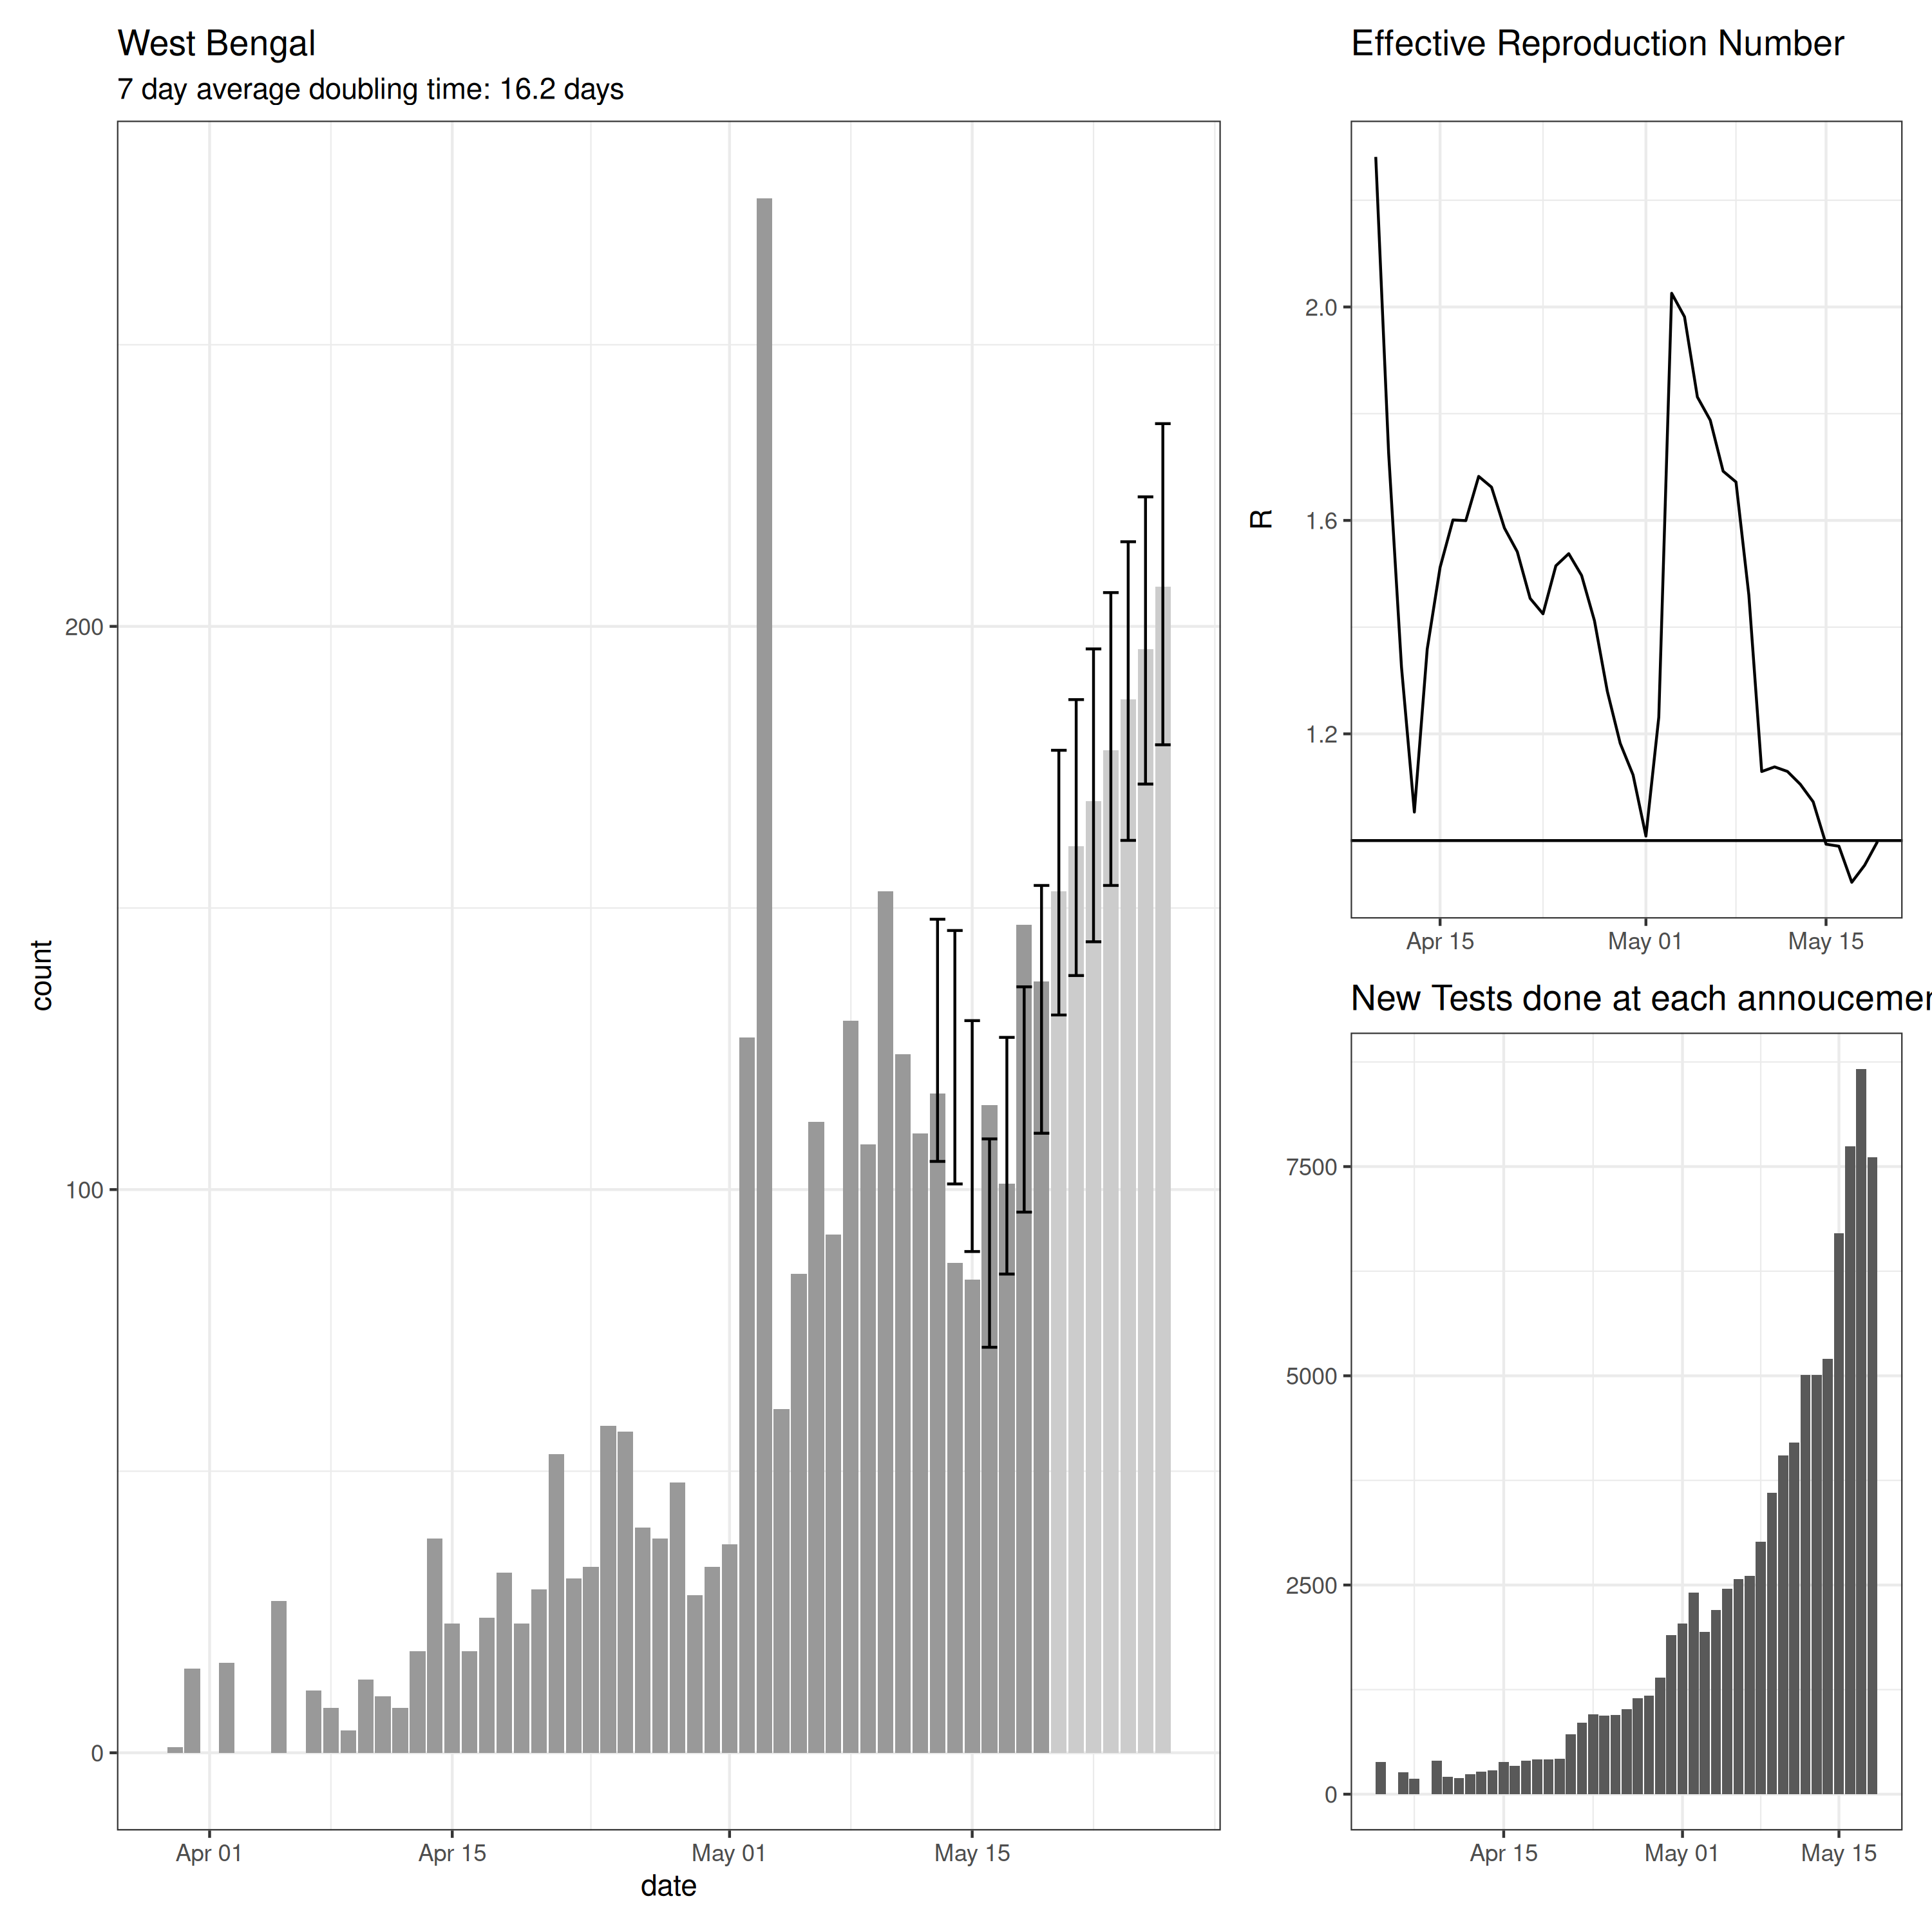 West Bengal
7 day average doubling time: 16.2 days
count
200
100
0
Apr 01
Apr 15
May 01
May 15
date
Effective Reproduction Number
R
2.0
1.6
1.2
Apr 15
May 01
May 15
New Tests done at each annoucemen
7500
5000
2500
0
Apr 15
May 01
May 15